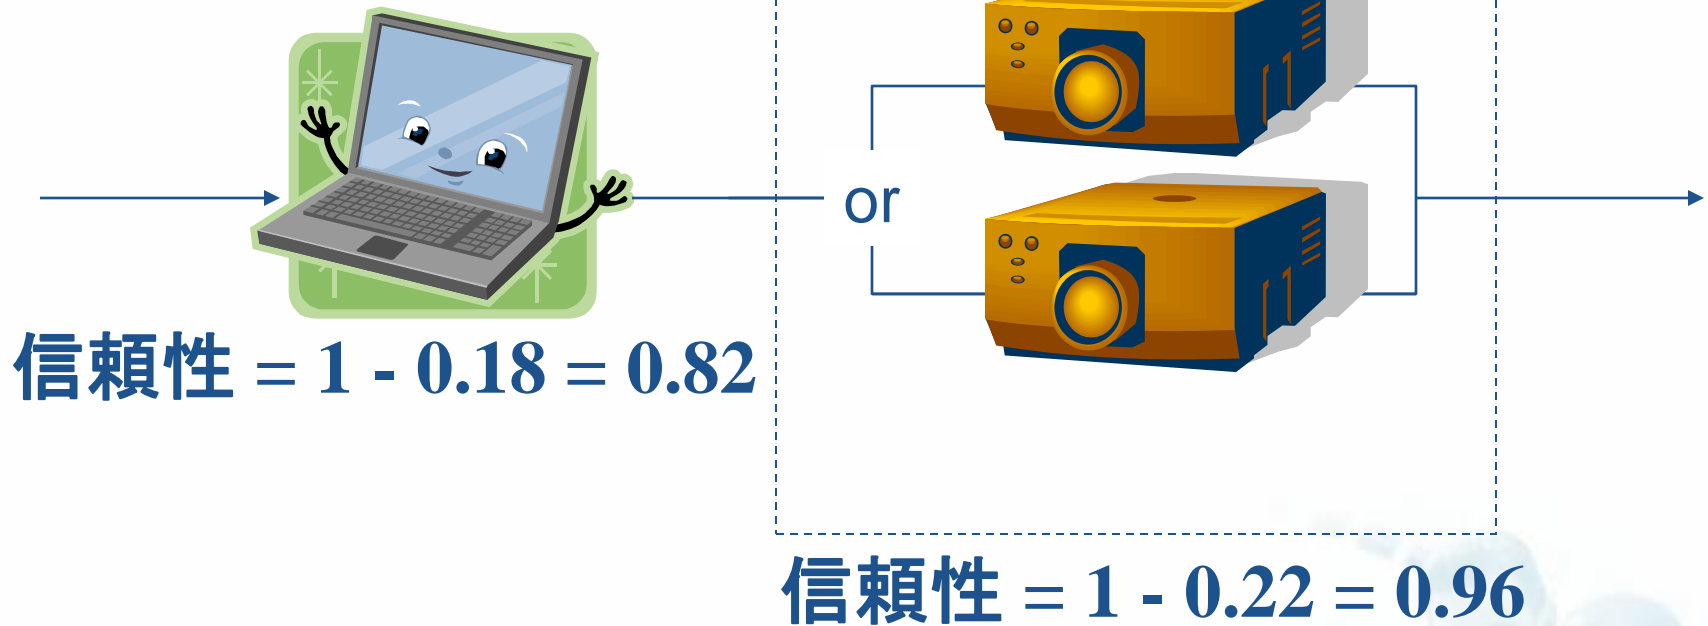 or
信頼性 = 1 - 0.18 = 0.82
信頼性 = 1 - 0.22 = 0.96